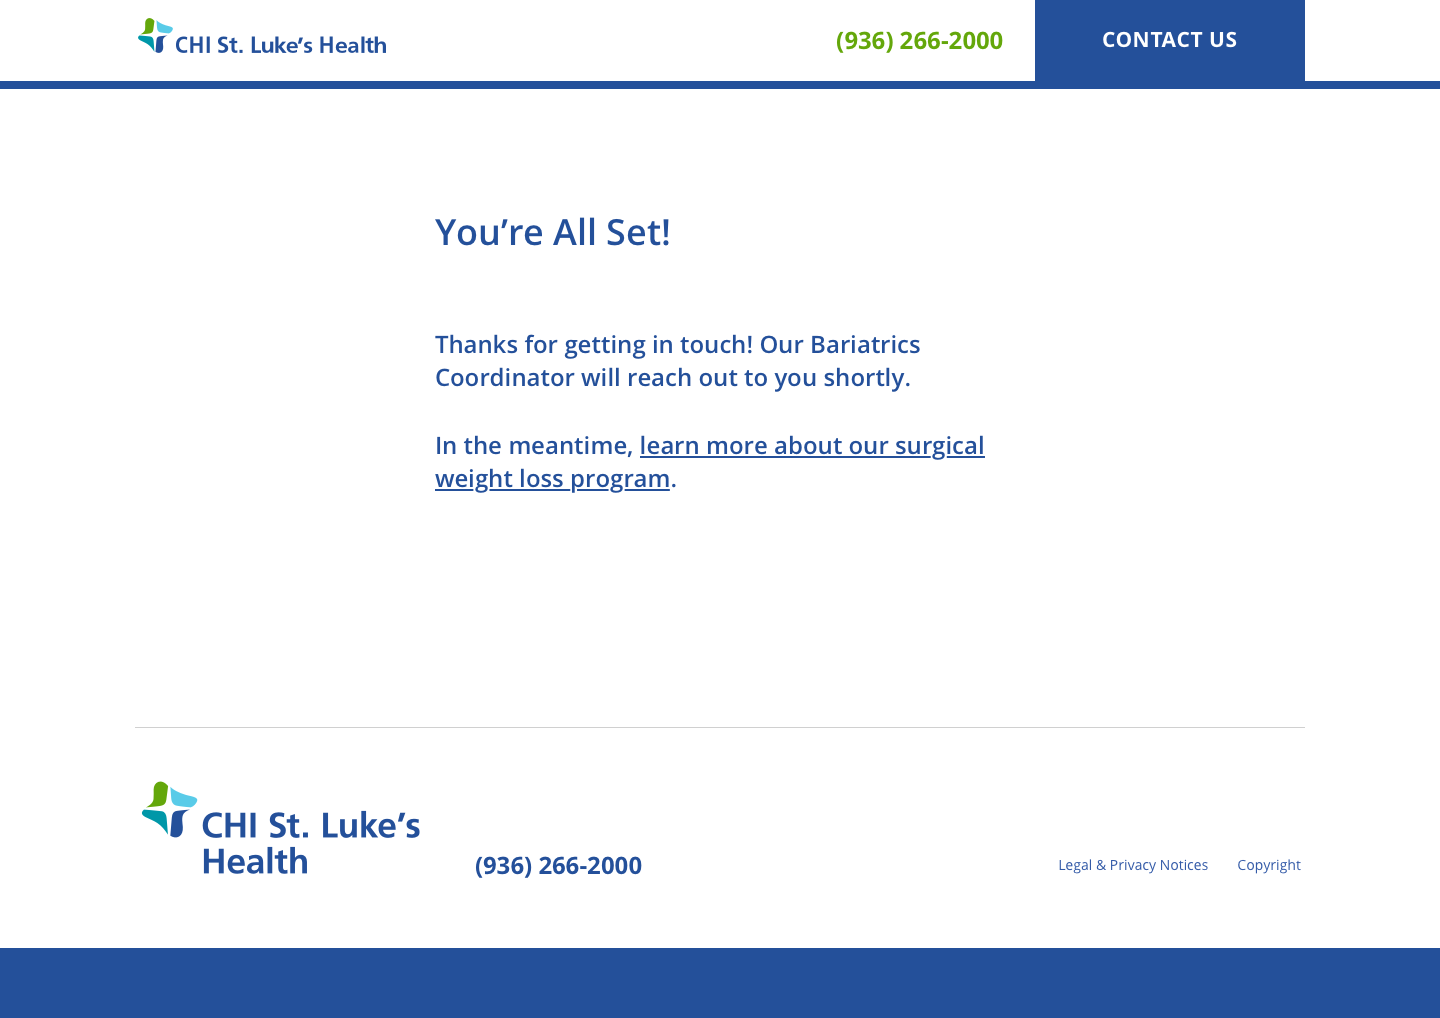 CHI St. Luke’s Health
(936) 266-2000
CONTACT US
You’re All Set!
Thanks for getting in touch! Our Bariatrics
Coordinator will reach out to you shortly.
In the meantime, learn more about our surgical
weight loss program.
CHI St. Luke’s
Health
(936) 266-2000
Legal & Privacy Notices
Copyright